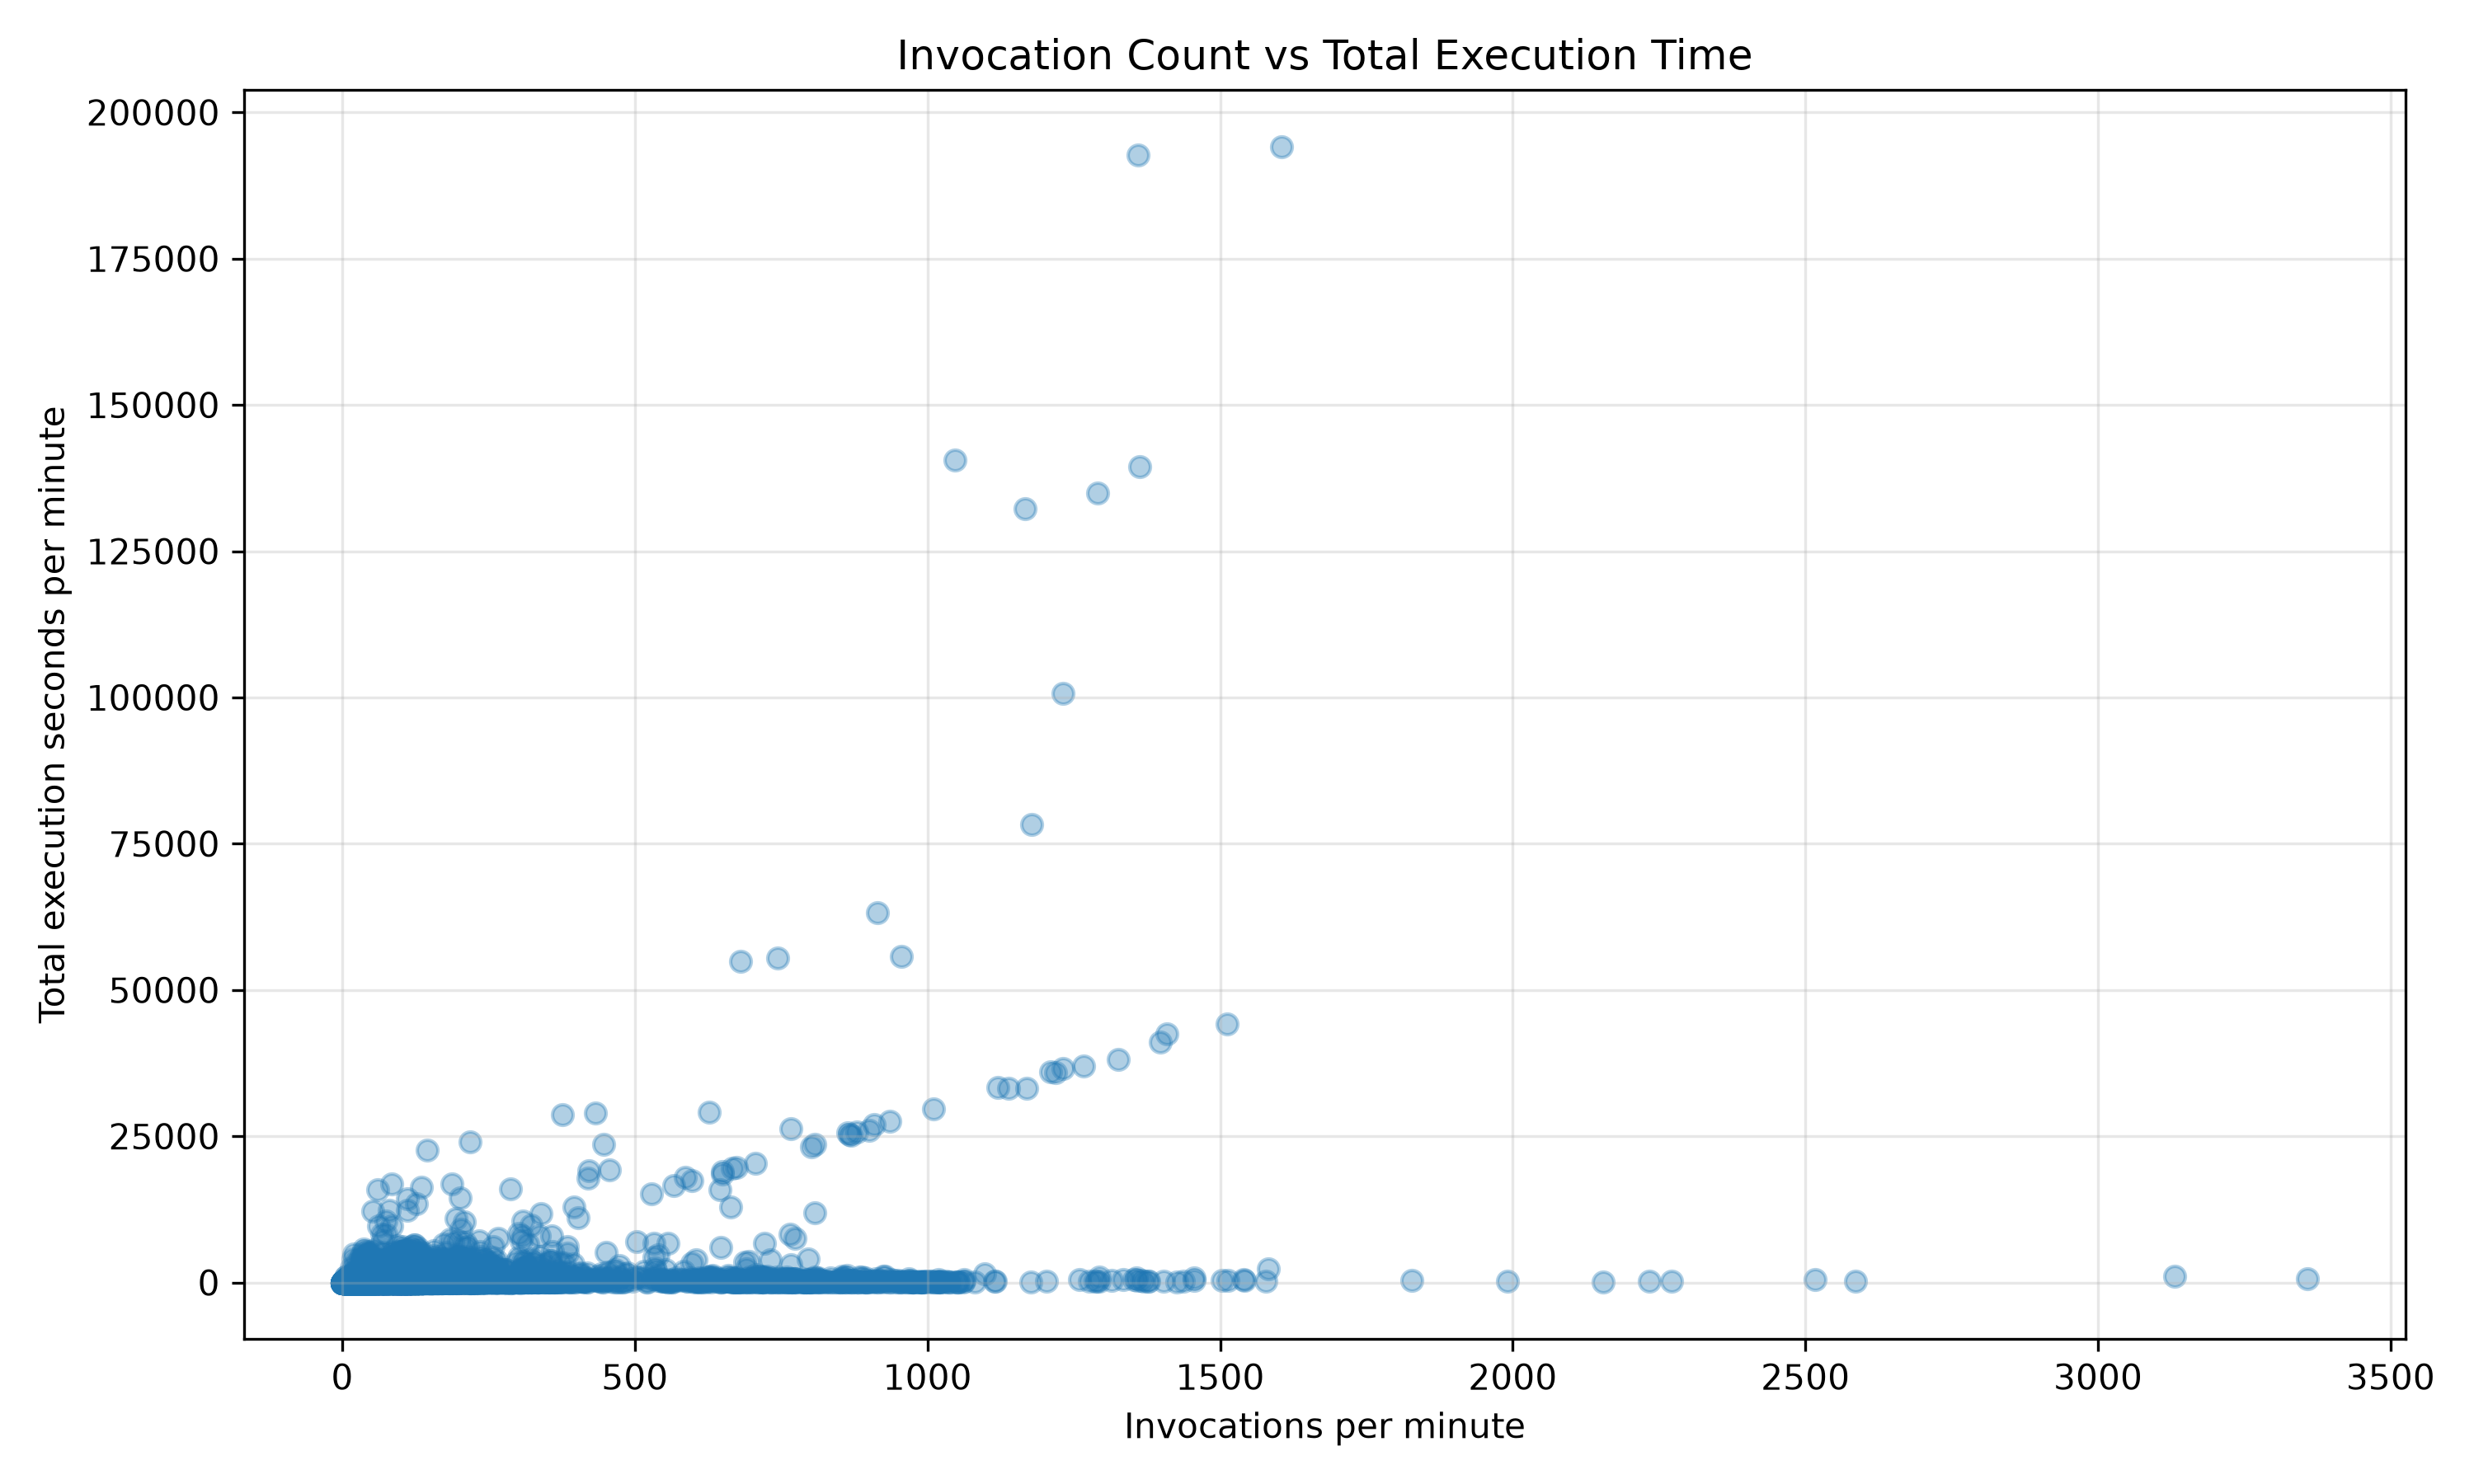 Invocation Count vs Total Execution Time
Total execution seconds per minute
200000
175000
150000
125000
100000
75000
50000
25000
0
0 500 1000 1500 2000 2500 3000 3500
Invocations per minute